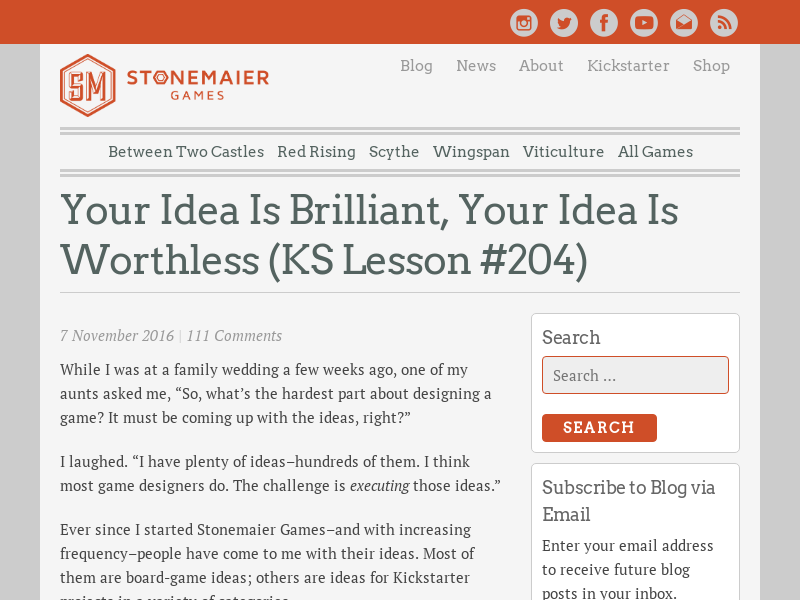 SM STONEMAIER
GAMES
Blog News About Kickstarter Shop
Between Two Castles Red Rising Scythe Wingspan Viticulture All Games
Your Idea Is Brilliant, Your Idea Is
Worthless (KS Lesson #204)
7 November 2016 | 111 Comments
While I was at a family wedding a few weeks ago, one of my
aunts asked me, “So, what’s the hardest part about designing a
game? It must be coming up with the ideas, right?”
I laughed. “I have plenty of ideas–hundreds of them. I think
most game designers do. The challenge is executing those ideas.”
Ever since I started Stonemaier Games–and with increasing
frequency–people have come to me with their ideas. Most of
them are board-game ideas; others are ideas for Kickstarter
projects in a variety of categories.
Search
Search …
SEARCH
Subscribe to Blog via
Email
Enter your email address
to receive future blog
posts in your inbox.